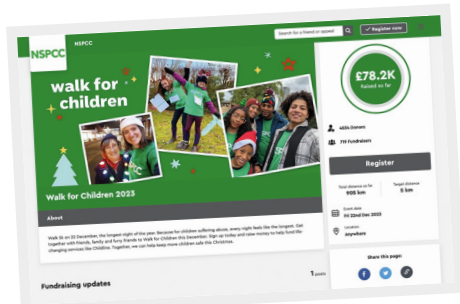 NSPCC
NSPCC
Search for a friend or appeal
✓ Register now
walk for
children
£78.2K
Raised so far
4534 Donors
719 Fundraisers
Register
Total distance so far
905 km
Target distance
5 km
Event date
Fri 22nd Dec 2023
Location
Anywhere
Walk for Children 2023
About
Walk 5k on 22 December, the longest night of the year. Because for children suffering abuse, every night feels like the longest. Get
together with friends, family and furry friends to Walk for Children this December. Sign up today and raise money to help fund life-
changing services like Childline. Together, we can help keep more children safe this Christmas.
Fundraising updates
1 posts
Share this page: